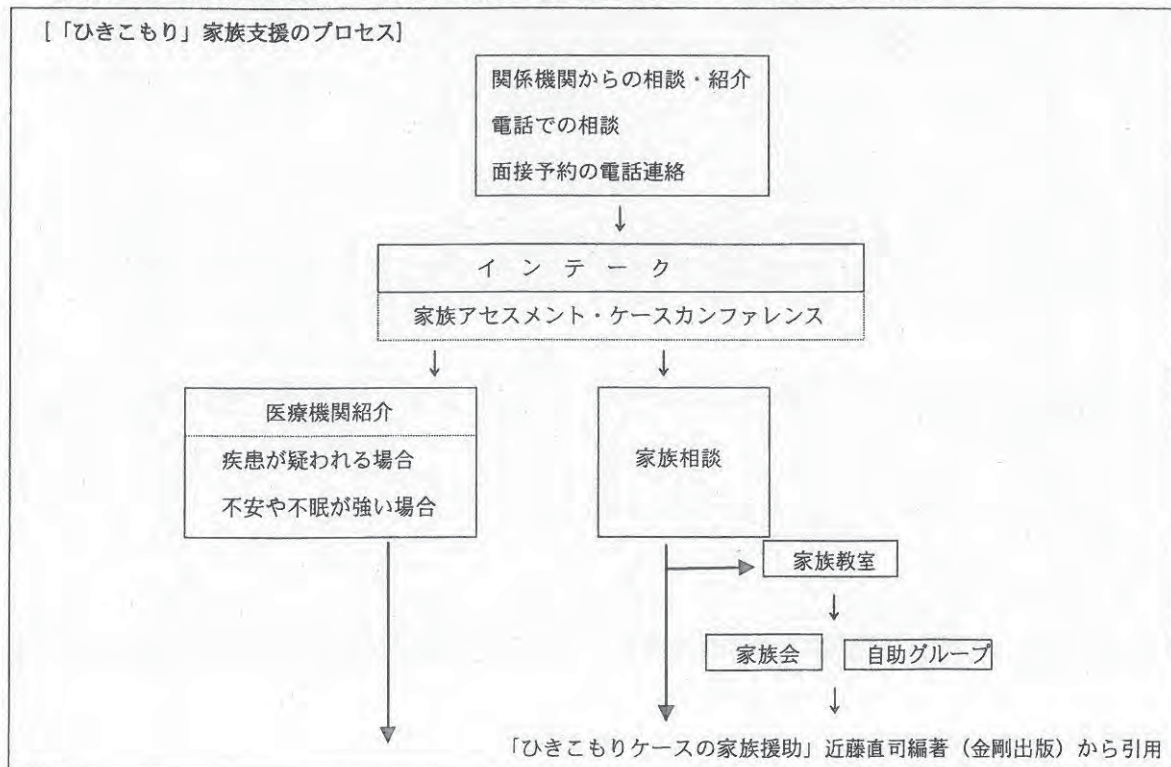 [「ひきこもり」家族支援のプロセス]
関係機関からの相談・紹介
電話での相談
面接予約の電話連絡
↓
インテーク
家族アセスメント・ケースカンファレンス
↓ ↓
医療機関紹介
疾患が疑われる場合
不安や不眠が強い場合
家族相談
家族教室
↓
家族会
自助グループ
↓
「ひきこもりケースの家族援助」近藤直司編著（金剛出版）から引用